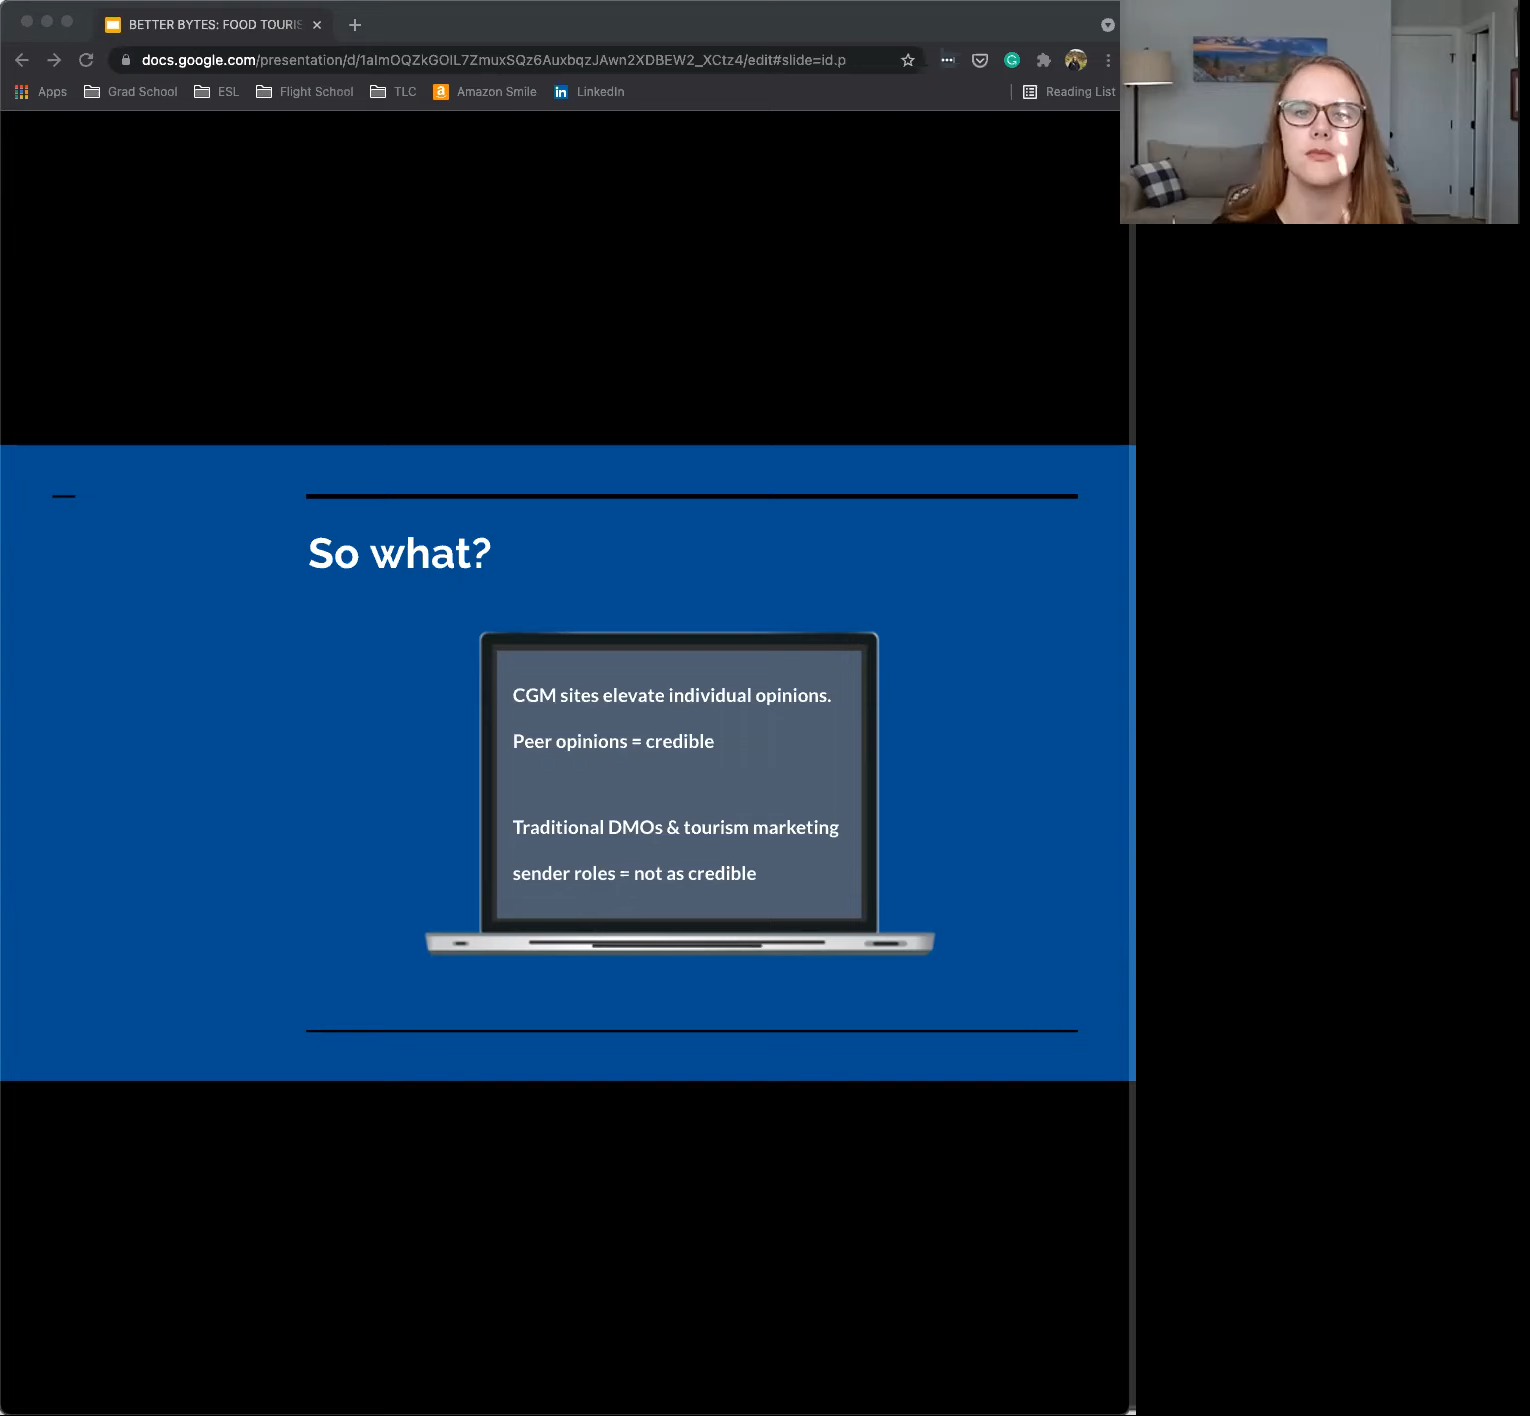 BETTER BYTES: FOOD TOURIS
docs.google.com/presentation/d/1aImOQZkGOIL7ZmuxSQz6AuxbqzJAwn2XDBEW2_XCtz4/edit#slide=id.p
Apps Grad School ESL Flight School TLC Amazon Smile LinkedIn Reading List
So what?
CGM sites elevate individual opinions.
Peer opinions = credible
Traditional DMOs & tourism marketing
sender roles = not as credible